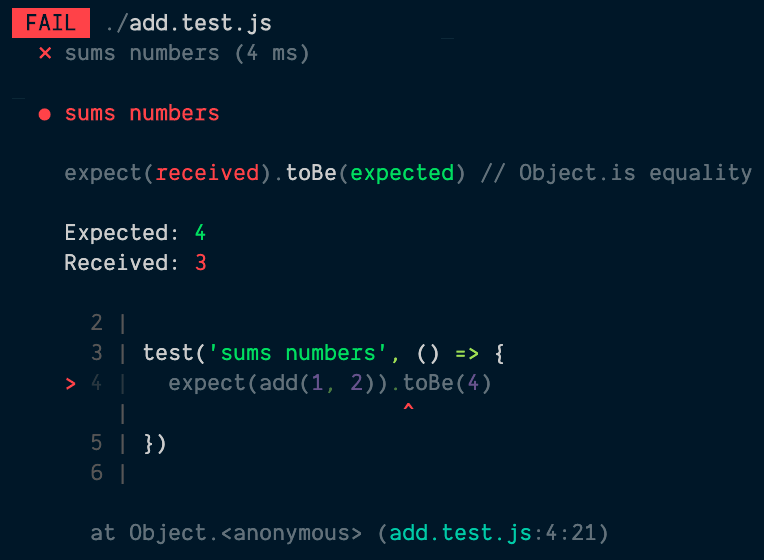 FAIL ./add.test.js
✕ sums numbers (4 ms)
● sums numbers
expect(received).toBe(expected) // Object.is equality
Expected: 4
Received: 3
2 |
3 | test('sums numbers', () => {
> 4 |   expect(add(1, 2)).toBe(4)
|                     ^
5 | })
6 |
at Object.<anonymous> (add.test.js:4:21)